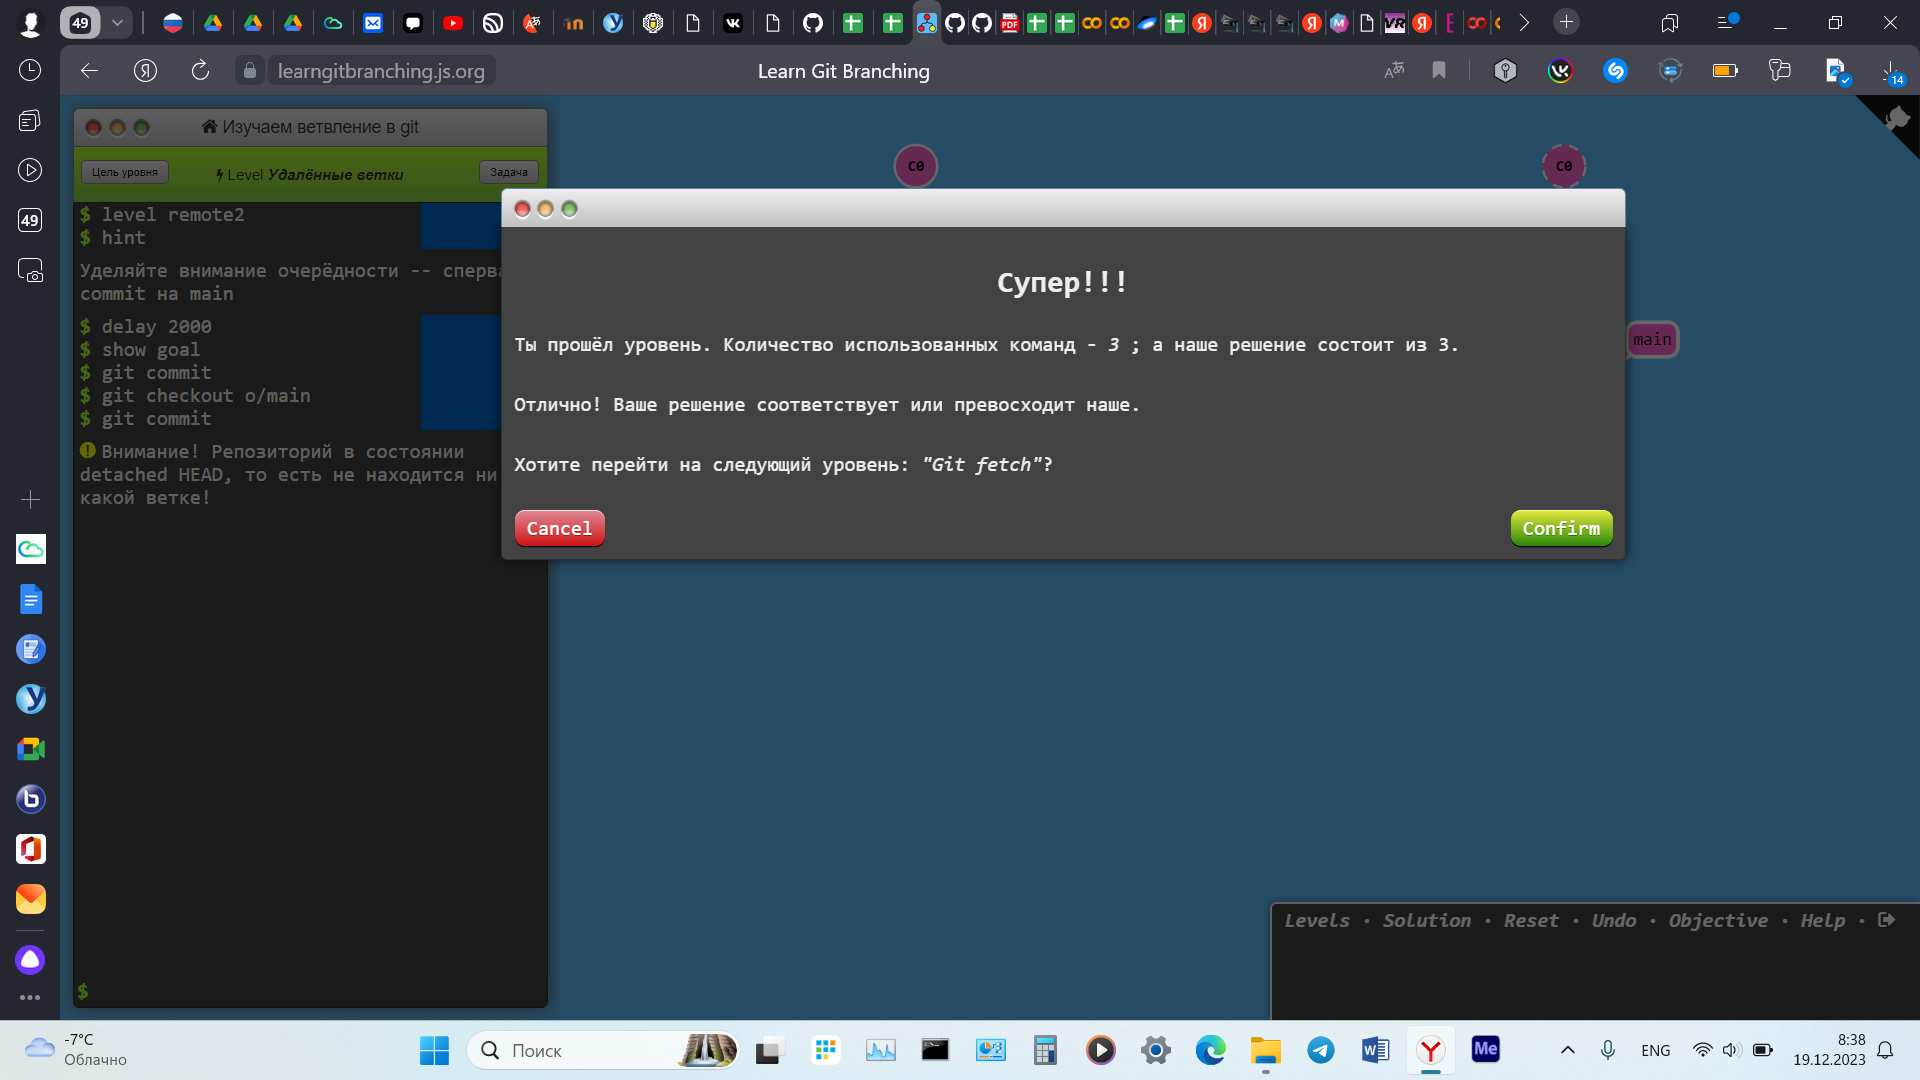 49
learngitbranching.js.org
Learn Git Branching
14
49
Изучаем ветвление в git
Цель уровня
Level Удалённые ветки
Задача
$ level remote2
$ hint
Уделяйте внимание очерёдности -- сперва
commit на main
$ delay 2000
$ show goal
$ git commit
$ git checkout o/main
$ git commit
Внимание! Репозиторий в состоянии
detached HEAD, то есть не находится ни
какой ветке!
$
C0
C0
main
Супер!!!
Ты прошёл уровень. Количество использованных команд - 3 ; а наше решение состоит из 3.
Отлично! Ваше решение соответствует или превосходит наше.
Хотите перейти на следующий уровень: "Git fetch"?
Cancel
Confirm
Levels · Solution · Reset · Undo · Objective · Help ·
-7°C
Облачно
Поиск
Me
ENG
8:38
19.12.2023